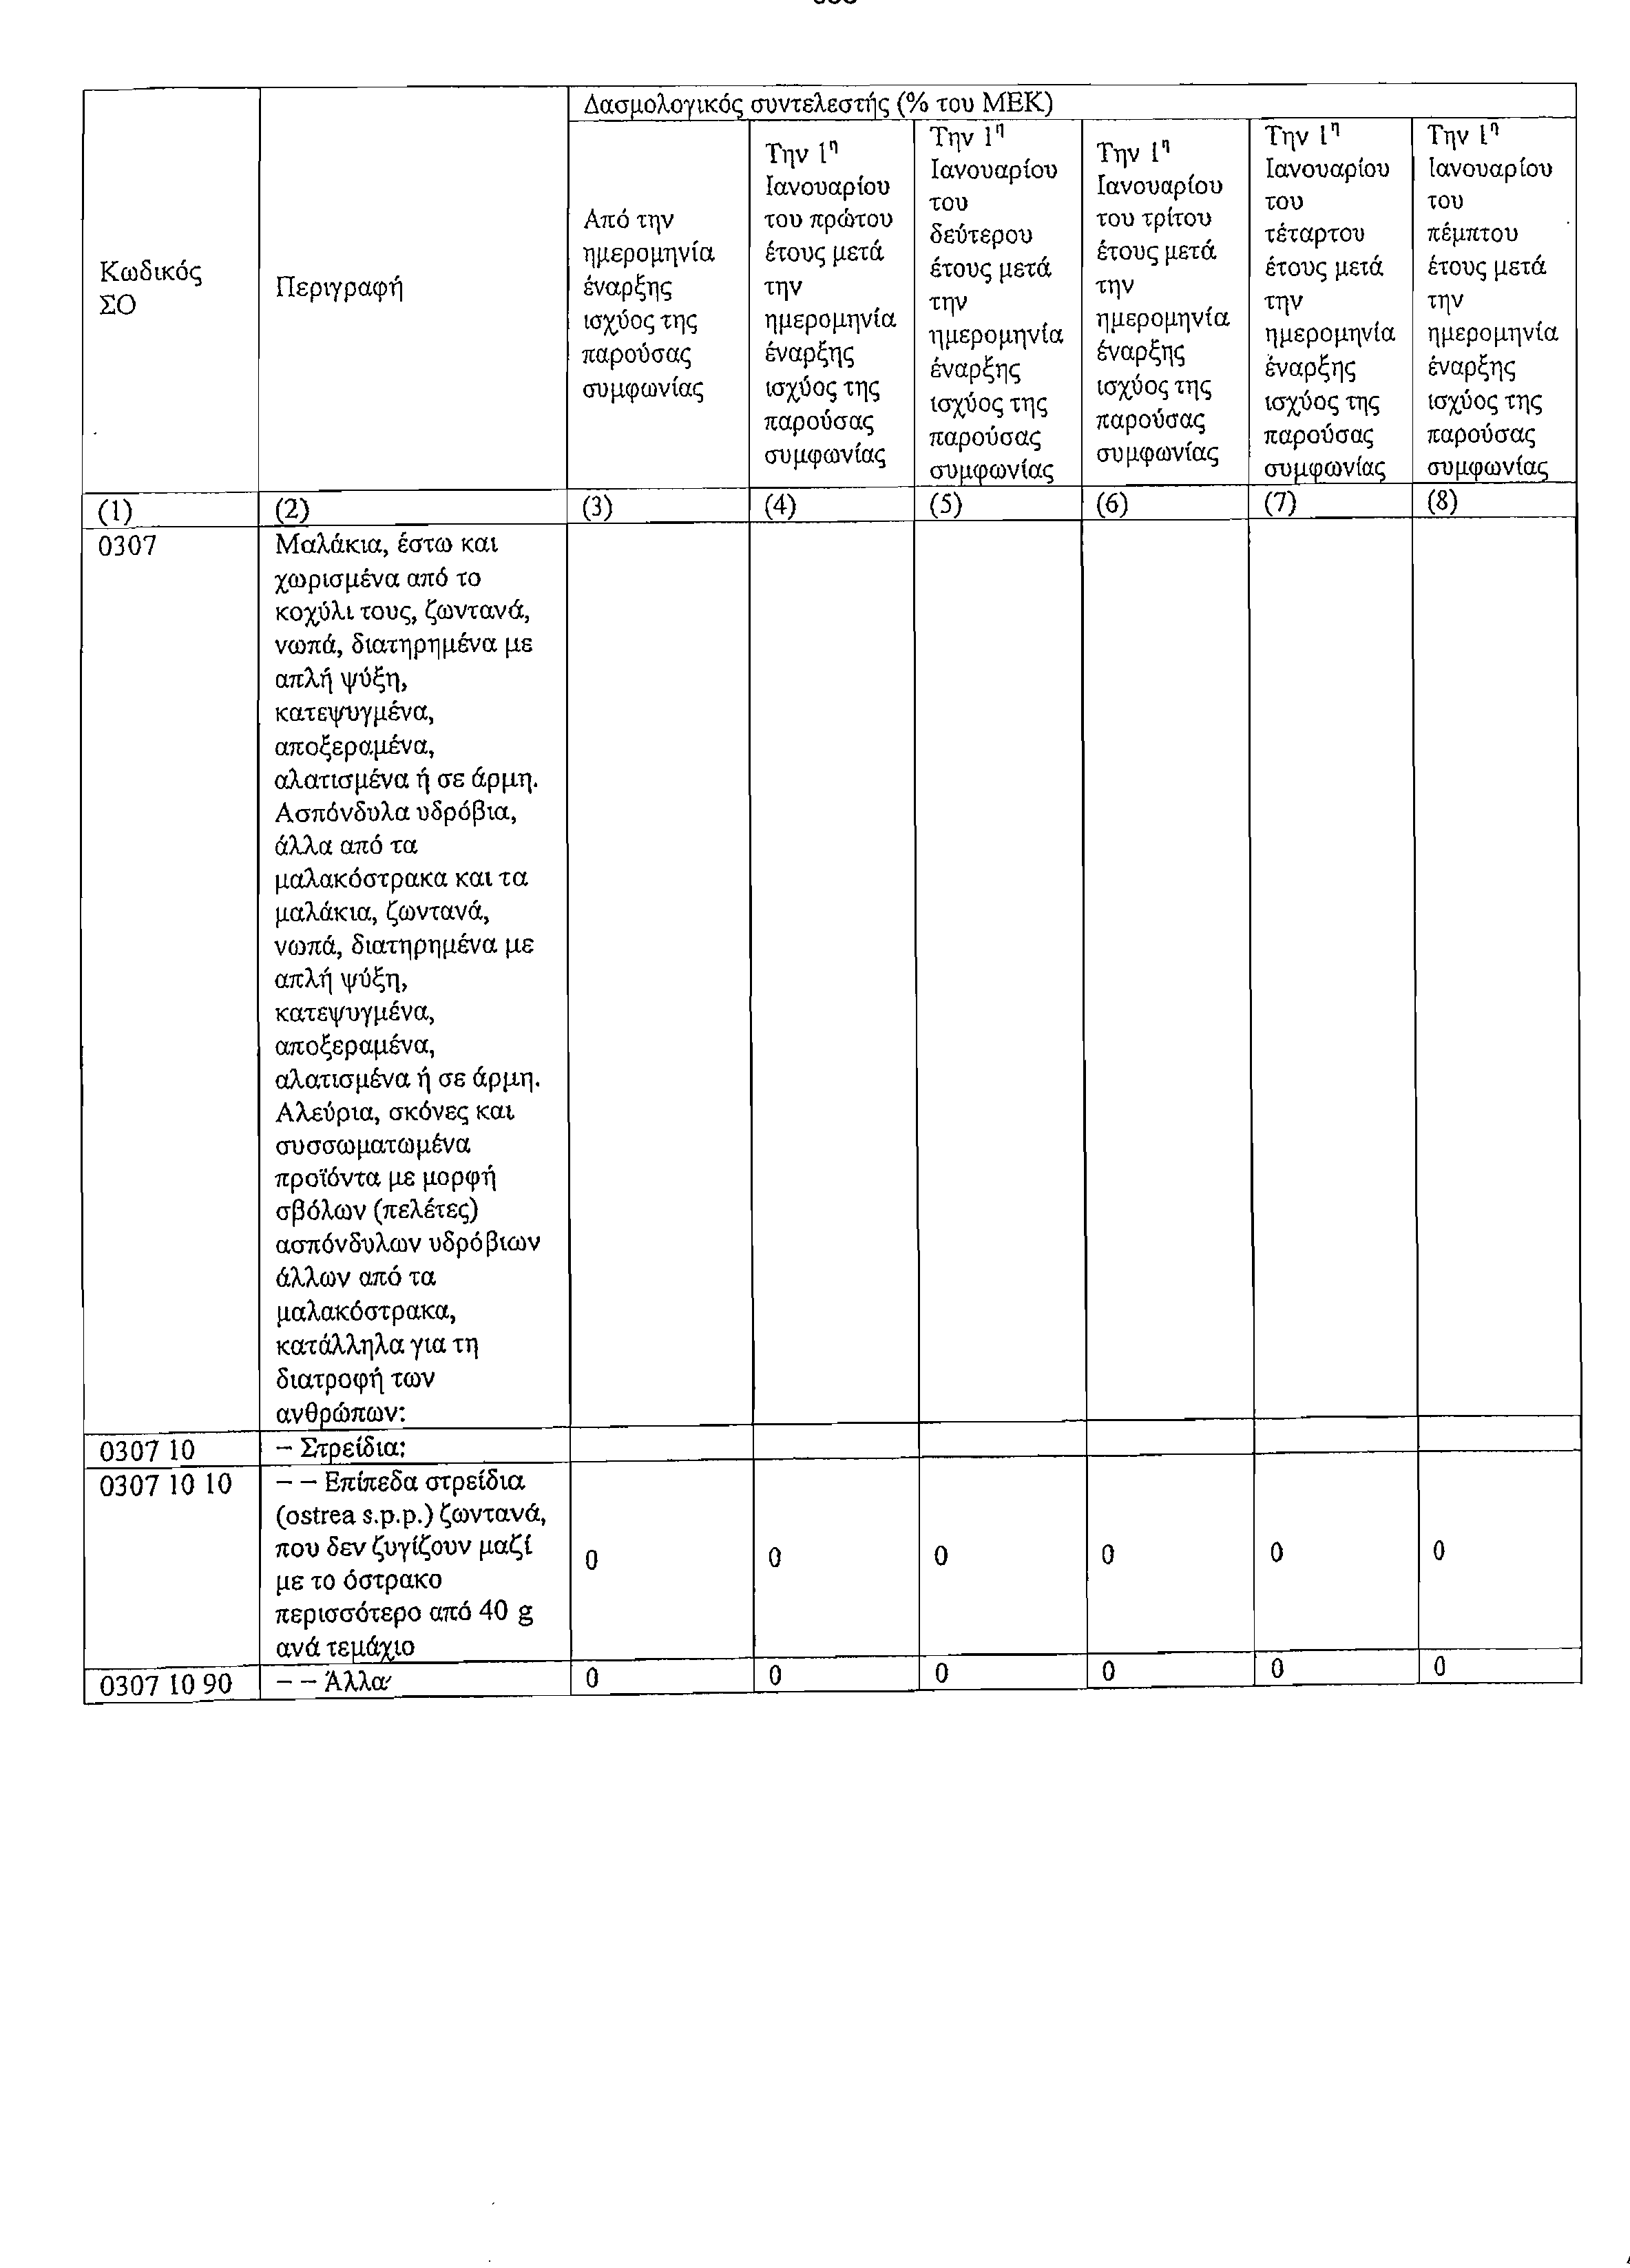 Δασμολογικός συντελεστής (% του ΜΕΚ)
Κωδικός
ΣΟ
Περιγραφή
Από την
ημερομηνία
έναρξης
ισχύος της
παρούσας
συμφωνίας
Την 1η
Ιανουαρίου
του πρώτου
έτους μετά
την
ημερομηνία
έναρξης
ισχύος της
παρούσας
συμφωνίας
Την 1η
Ιανουαρίου
του
δεύτερου
έτους μετά
την
ημερομηνία
έναρξης
ισχύος της
παρούσας
συμφωνίας
Την 1η
Ιανουαρίου
του τρίτου
έτους μετά
την
ημερομηνία
έναρξης
ισχύος της
παρούσας
συμφωνίας
Την 1η
Ιανουαρίου
του
τέταρτου
έτους μετά
την
ημερομηνία
έναρξης
ισχύος της
παρούσας
συμφωνίας
Την 1η
Ιανουαρίου
του
πέμπτου
έτους μετά
την
ημερομηνία
έναρξης
ισχύος της
παρούσας
συμφωνίας
(1) (2) (3) (4) (5) (6) (7) (8)
0307 Μαλάκια, έστω και
χωρισμένα από το
κοχύλι τους, ζωντανά,
νωπά, διατηρημένα με
απλή ψύξη,
κατεψυγμένα,
αποξεραμένα,
αλατισμένα ή σε άρμη.
Ασπόνδυλα υδρόβια,
άλλα από τα
μαλακόστρακα και τα
μαλάκια, ζωντανά,
νωπά, διατηρημένα με
απλή ψύξη,
κατεψυγμένα,
αποξεραμένα,
αλατισμένα ή σε άρμη.
Αλεύρια, σκόνες και
συσσωματωμένα
προϊόντα με μορφή
σβόλων (πελέτες)
ασπόνδυλων υδρόβιων
άλλων από τα
μαλακόστρακα,
κατάλληλα για τη
διατροφή των
ανθρώπων:
0307 10 – Στρείδια:
0307 10 10 – – Επίπεδα στρείδια
(ostrea s.p.p.) ζωντανά,
που δεν ζυγίζουν μαζί
με το όστρακο
περισσότερο από 40 g
ανά τεμάχιο
0 0 0 0 0 0
0307 10 90 – – Άλλα 0 0 0 0 0 0